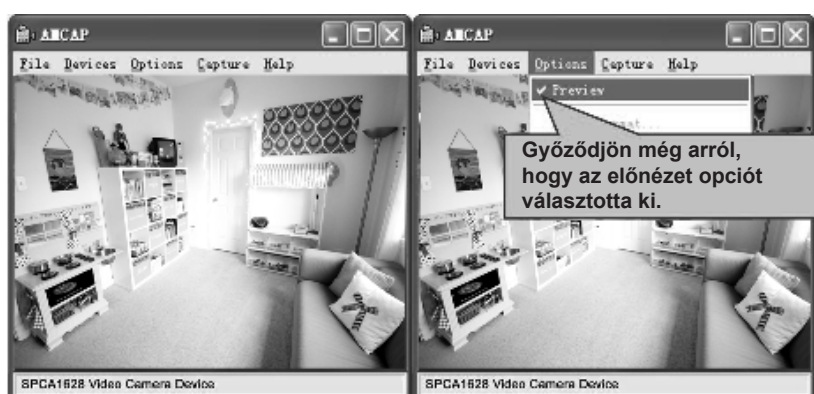 AMCAP
File Devices Options Capture Help
SPCA1628 Video Camera Device
AMCAP
File Devices Options Capture Help
Preview
Győződjön még arról,
hogy az előnézet opciót
választotta ki.
SPCA1628 Video Camera Device